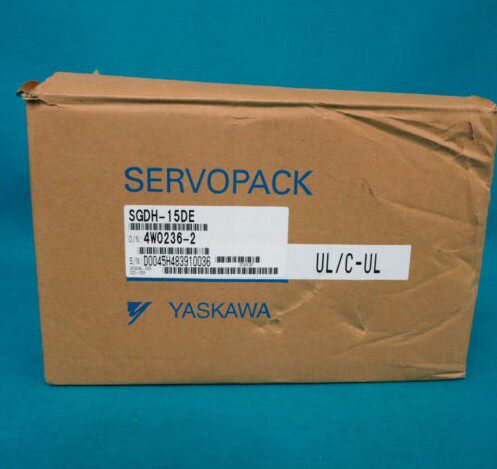 SERVOPACK
SGDH-15DE
O/N 4W0236-2
S/N D0045H483910036
UL/C-UL
YASKAWA